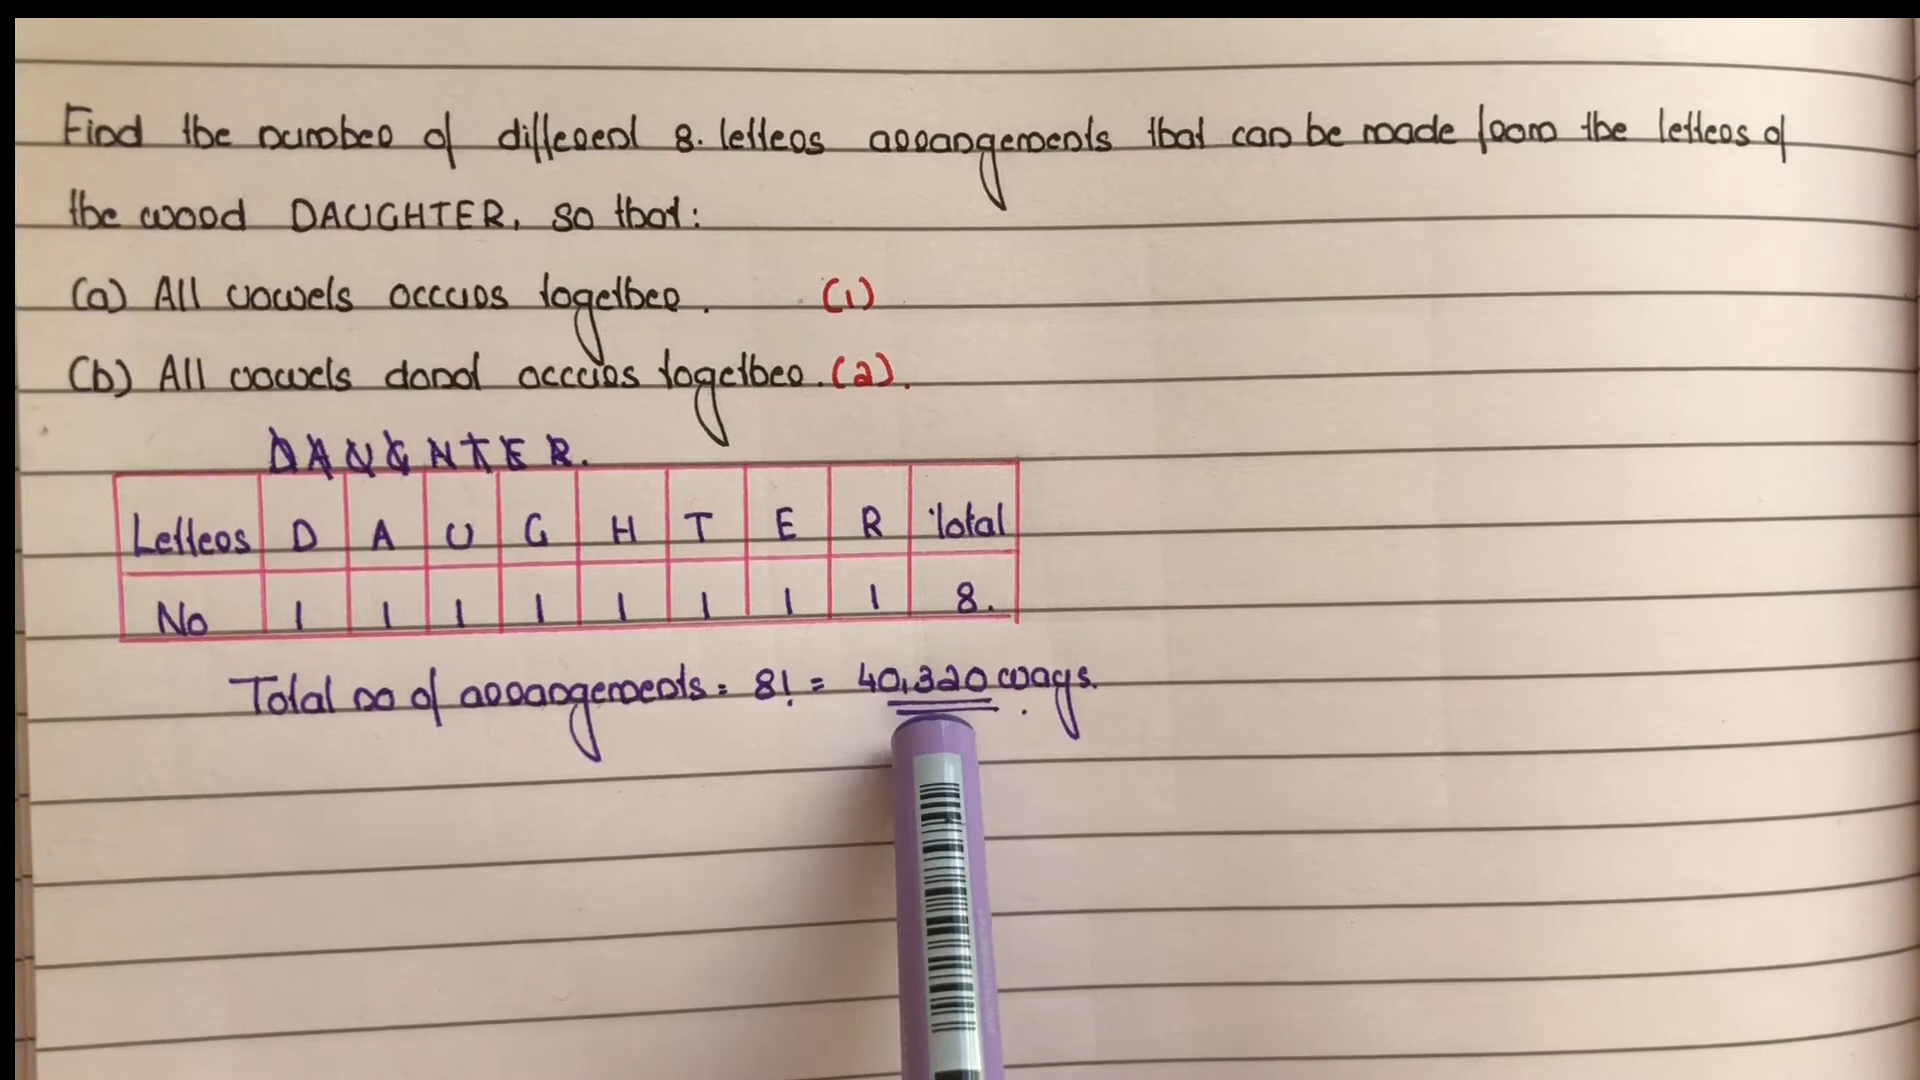 Find the number of different 8. letters arrangements that can be made from the letters of
the word DAUGHTER, so that:
(a) All vowels occurs together. (1)
(b) All vowels donot occurs together. (2).
DAUGHTER.
Letters D A U G H T E R Total
No 1 1 1 1 1 1 1 1 8.
Total no of arrangements = 8! = 40,320 ways.